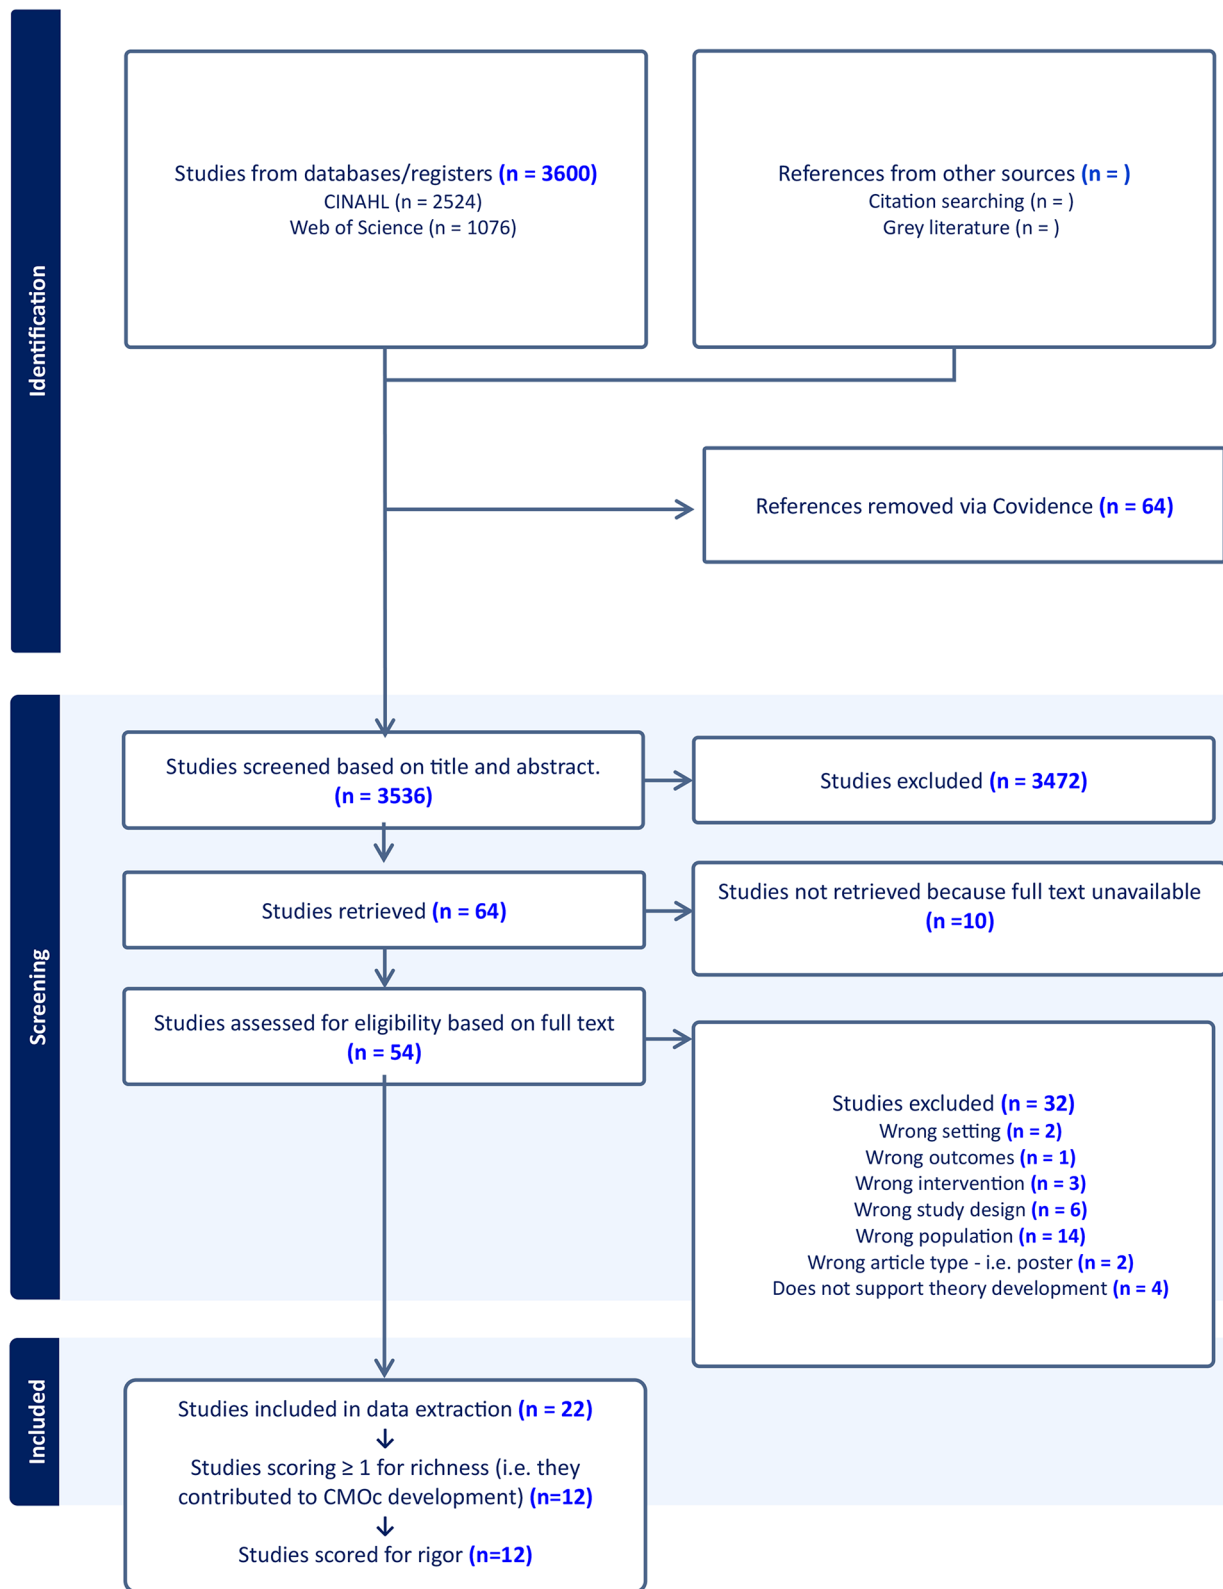 Identification
Studies from databases/registers (n = 3600)
CINAHL (n = 2524)
Web of Science (n = 1076)
References from other sources (n = )
Citation searching (n = )
Grey literature (n = )
References removed via Covidence (n = 64)
Screening
Studies screened based on title and abstract.
(n = 3536)
Studies excluded (n = 3472)
Studies retrieved (n = 64)
Studies not retrieved because full text unavailable
(n =10)
Studies assessed for eligibility based on full text
(n = 54)
Studies excluded (n = 32)
Wrong setting (n = 2)
Wrong outcomes (n = 1)
Wrong intervention (n = 3)
Wrong study design (n = 6)
Wrong population (n = 14)
Wrong article type - i.e. poster (n = 2)
Does not support theory development (n = 4)
Included
Studies included in data extraction (n = 22)
Studies scoring ≥ 1 for richness (i.e. they
contributed to CMOc development) (n=12)
Studies scored for rigor (n=12)